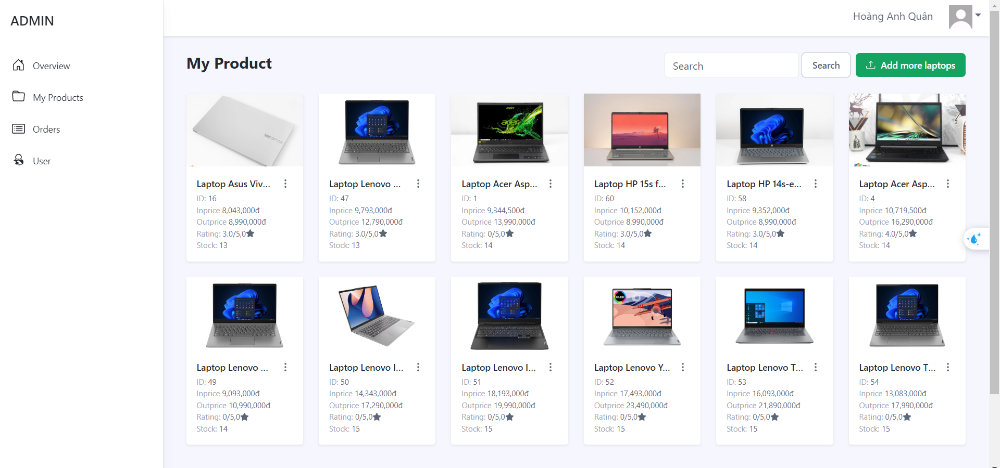 ADMIN
Hoàng Anh Quân
Overview
My Products
Orders
User
My Product
Search
Search
Add more laptops
Laptop Asus Viv...
ID: 16
Inprice 8,043,000đ
Outprice 8,990,000đ
Rating: 3.0/5,0
Stock: 13
Laptop Lenovo ...
ID: 47
Inprice 9,793,000đ
Outprice 12,790,000đ
Rating: 3.0/5,0
Stock: 13
acer
Laptop Acer Asp...
ID: 1
Inprice 9,344,500đ
Outprice 13,990,000đ
Rating: 0/5,0
Stock: 14
Laptop HP 15s f...
ID: 60
Inprice 10,152,000đ
Outprice 8,990,000đ
Rating: 3.0/5,0
Stock: 14
Laptop HP 14s-e...
ID: 58
Inprice 9,352,000đ
Outprice 8,990,000đ
Rating: 3.0/5,0
Stock: 14
Laptop Acer Asp...
ID: 4
Inprice 10,719,500đ
Outprice 16,290,000đ
Rating: 4.0/5,0
Stock: 14
Laptop Lenovo ...
ID: 49
Inprice 9,093,000đ
Outprice 10,990,000đ
Rating: 0/5,0
Stock: 14
Laptop Lenovo I...
ID: 50
Inprice 14,343,000đ
Outprice 17,290,000đ
Rating: 0/5,0
Stock: 15
Laptop Lenovo I...
ID: 51
Inprice 18,193,000đ
Outprice 19,990,000đ
Rating: 0/5,0
Stock: 15
OLED
Laptop Lenovo Y...
ID: 52
Inprice 17,493,000đ
Outprice 23,490,000đ
Rating: 0/5,0
Stock: 15
Laptop Lenovo T...
ID: 53
Inprice 16,093,000đ
Outprice 21,890,000đ
Rating: 0/5,0
Stock: 15
Laptop Lenovo T...
ID: 54
Inprice 13,083,000đ
Outprice 17,990,000đ
Rating: 0/5,0
Stock: 15